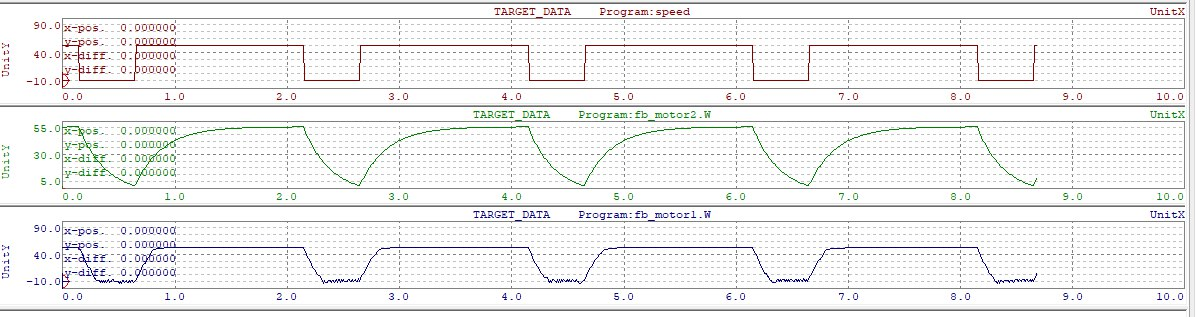 TARGET_DATA Program:speed UnitX
90.0
x-pos. 0.000000
y-pos. 0.000000
40.0
x-diff. 0.000000
y-diff. 0.000000
-10.0
UnitY
0.0 1.0 2.0 3.0 4.0 5.0 6.0 7.0 8.0 9.0 10.0
TARGET_DATA Program:fb_motor2.W UnitX
55.0
x-pos. 0.000000
y-pos. 0.000000
30.0
x-diff. 0.000000
y-diff. 0.000000
5.0
UnitY
0.0 1.0 2.0 3.0 4.0 5.0 6.0 7.0 8.0 9.0 10.0
TARGET_DATA Program:fb_motor1.W UnitX
90.0
x-pos. 0.000000
y-pos. 0.000000
40.0
x-diff. 0.000000
y-diff. 0.000000
-10.0
UnitY
0.0 1.0 2.0 3.0 4.0 5.0 6.0 7.0 8.0 9.0 10.0